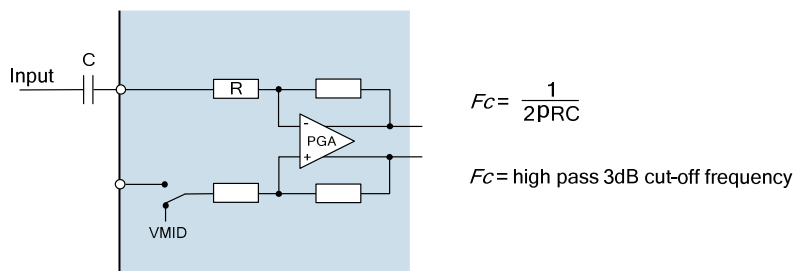 C
Input
R
-
PGA
+
VMID
Fc = 1
2pRC
Fc = high pass 3dB cut-off frequency